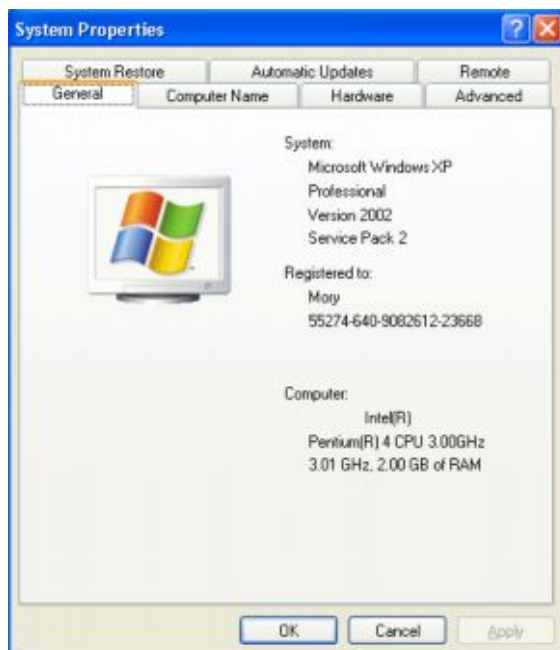 System Properties
System Restore Automatic Updates Remote
General Computer Name Hardware Advanced
System:
Microsoft Windows XP
Professional
Version 2002
Service Pack 2
Registered to:
Mory
55274-640-9082612-23668
Computer:
Intel(R)
Pentium(R) 4 CPU 3.00GHz
3.01 GHz, 2.00 GB of RAM
OK Cancel Apply